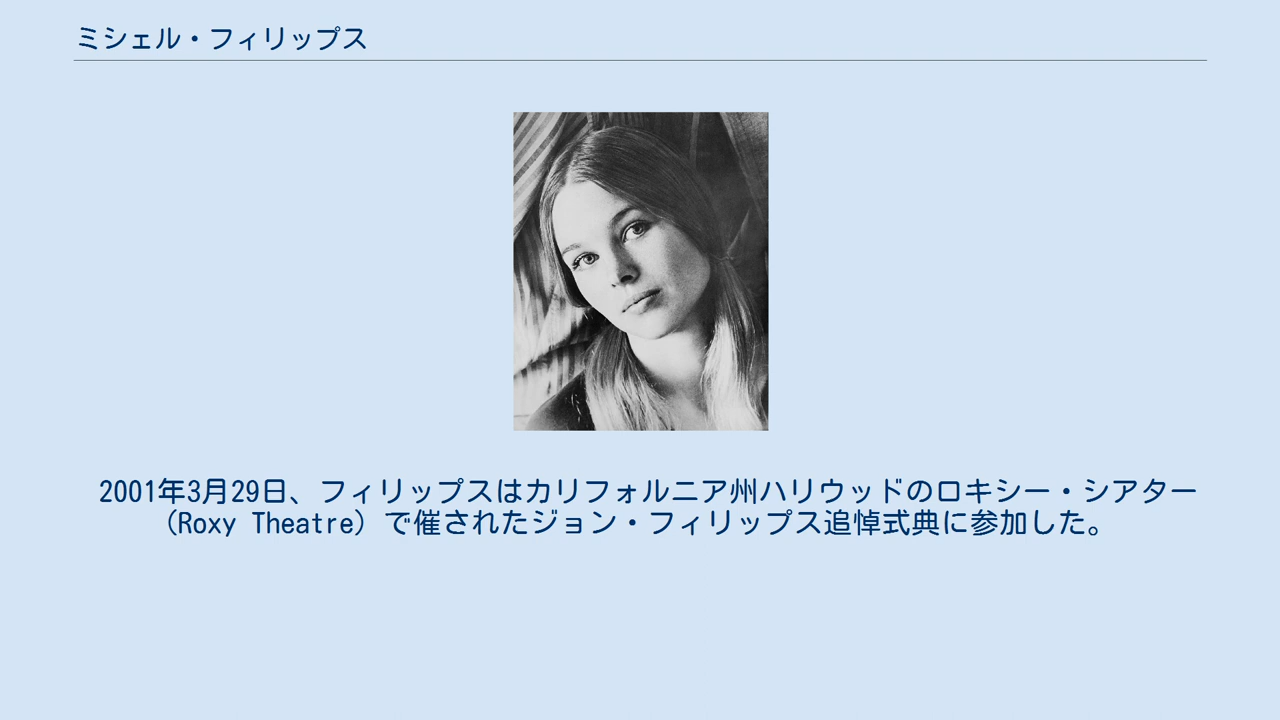 ミシェル・フィリップス
2001年3月29日、フィリップスはカリフォルニア州ハリウッドのロキシー・シアター
（Roxy Theatre）で催されたジョン・フィリップス追悼式典に参加した。